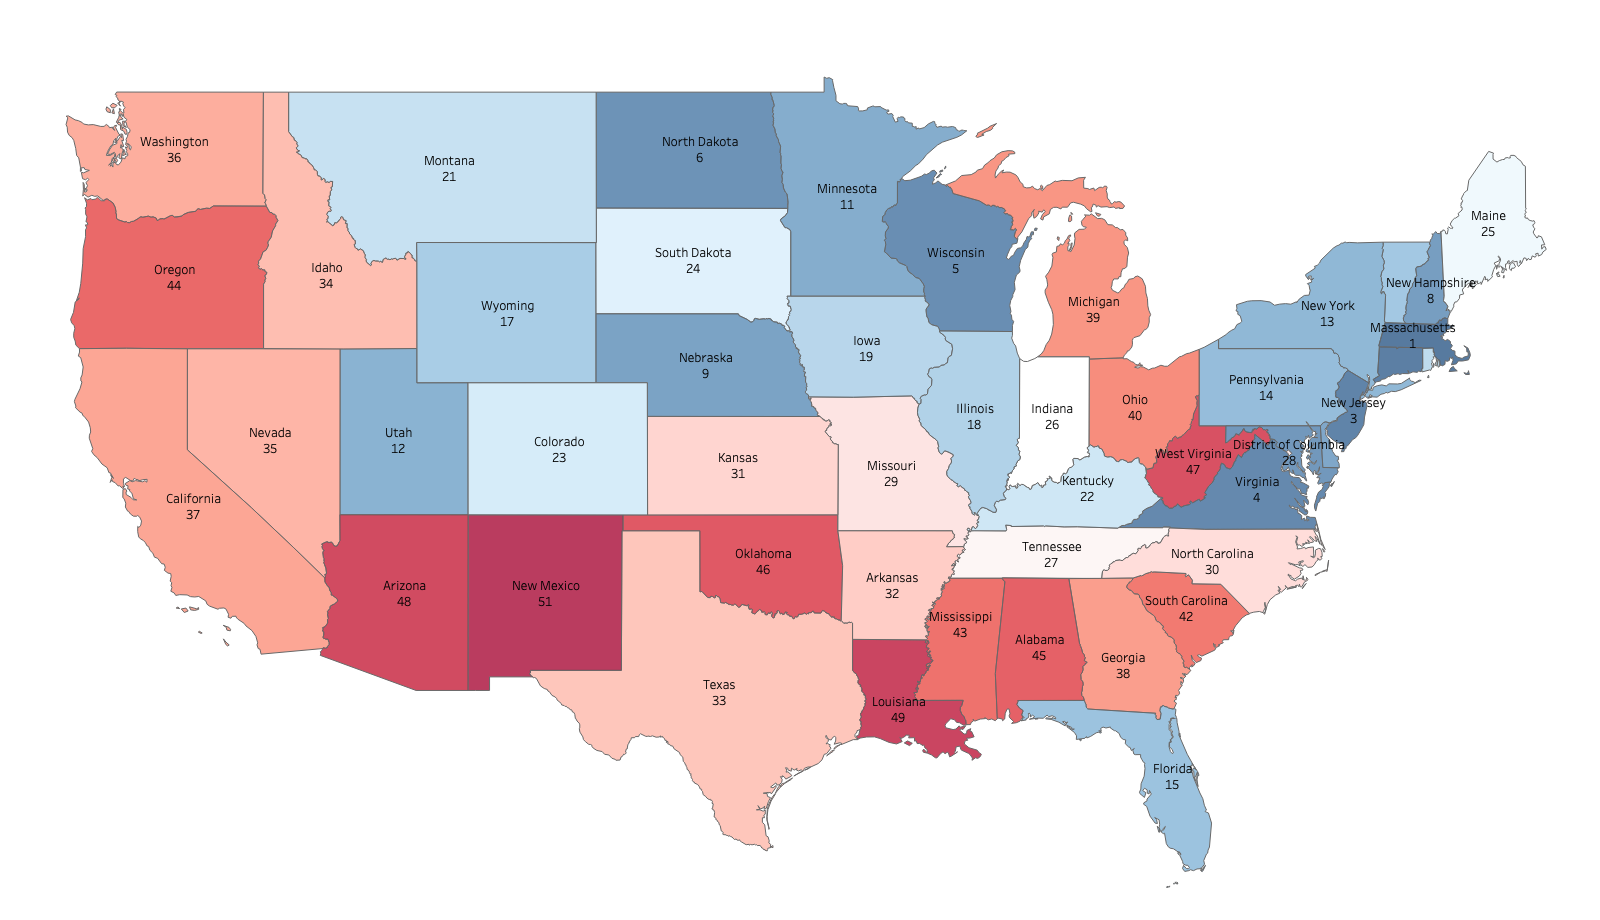 Washington
36
Montana
21
North Dakota
6
Minnesota
11
Oregon
44
Idaho
34
Wyoming
17
South Dakota
24
Wisconsin
5
Michigan
39
New York
13
New Hampshire
8
Maine
25
Massachusetts
1
Iowa
19
Nebraska
9
Pennsylvania
14
New Jersey
3
Nevada
35
Utah
12
Colorado
23
Illinois
18
Indiana
26
Ohio
40
District of Columbia
28
West Virginia
47
Virginia
4
California
37
Kansas
31
Missouri
29
Kentucky
22
Tennessee
27
North Carolina
30
Arizona
48
New Mexico
51
Oklahoma
46
Arkansas
32
South Carolina
42
Mississippi
43
Alabama
45
Georgia
38
Texas
33
Louisiana
49
Florida
15